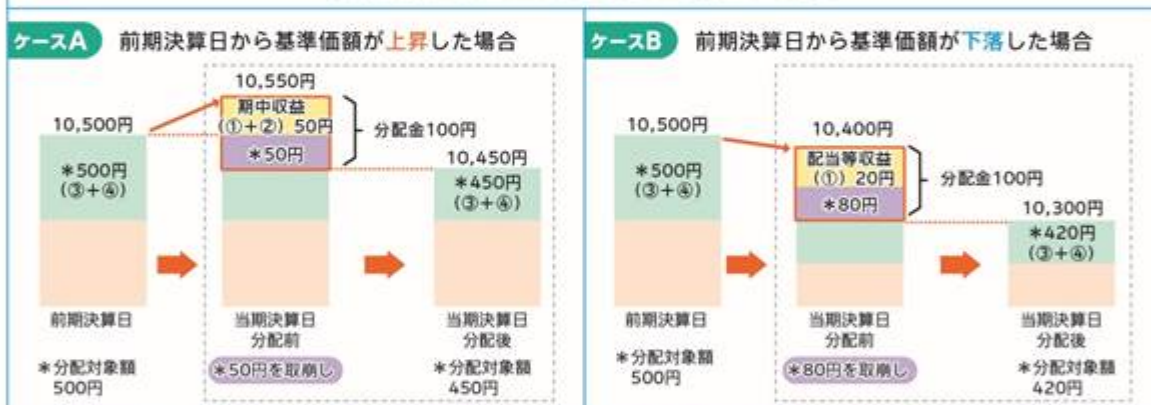 ケースA 前期決算日から基準価額が上昇した場合
10,550円
期中収益
(①+②) 50円
10,500円
分配金100円
*50円
10,450円
*500円
(③+④)
*450円
(③+④)
前期決算日
当期決算日
分配前
当期決算日
分配後
*分配対象額
500円
*50円を取崩し
*分配対象額
450円
ケースB 前期決算日から基準価額が下落した場合
10,500円
10,400円
配当等収益
(①) 20円
分配金100円
*500円
(③+④)
*80円
10,300円
*420円
(③+④)
前期決算日
当期決算日
分配前
当期決算日
分配後
*分配対象額
500円
*80円を取崩し
*分配対象額
420円